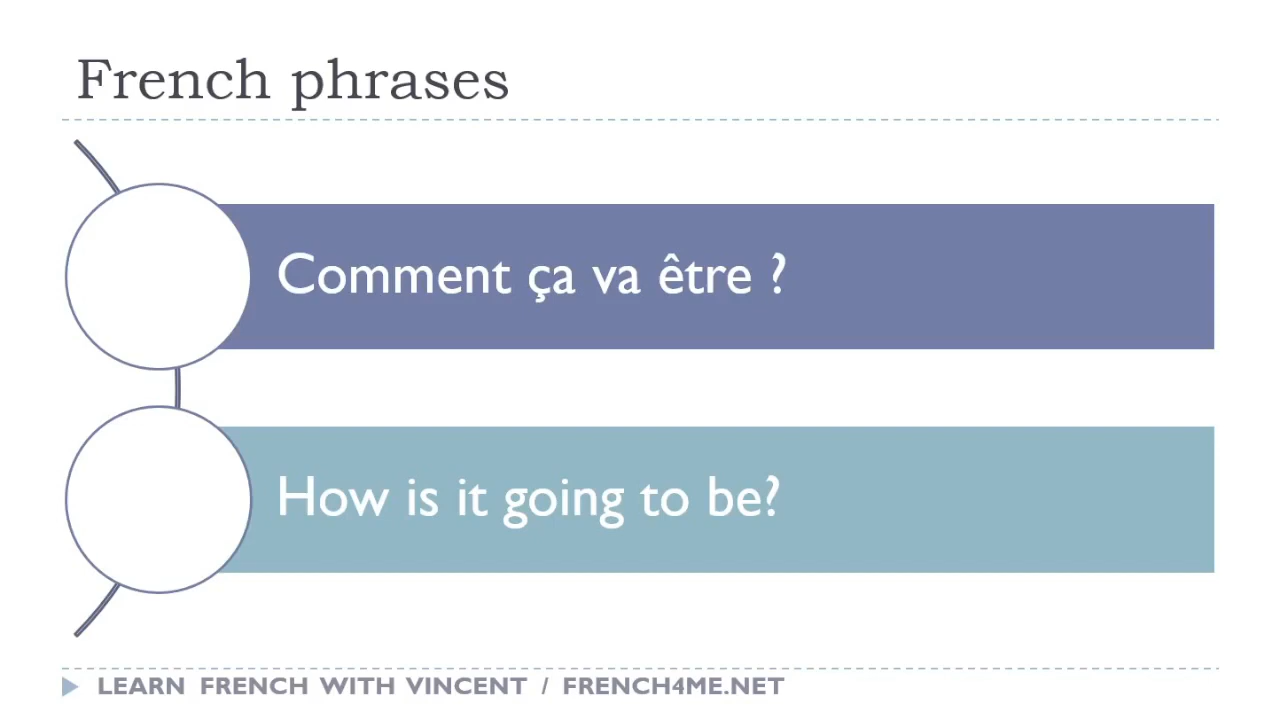 French phrases
Comment ça va être ?
How is it going to be?
LEARN FRENCH WITH VINCENT / FRENCH4ME.NET